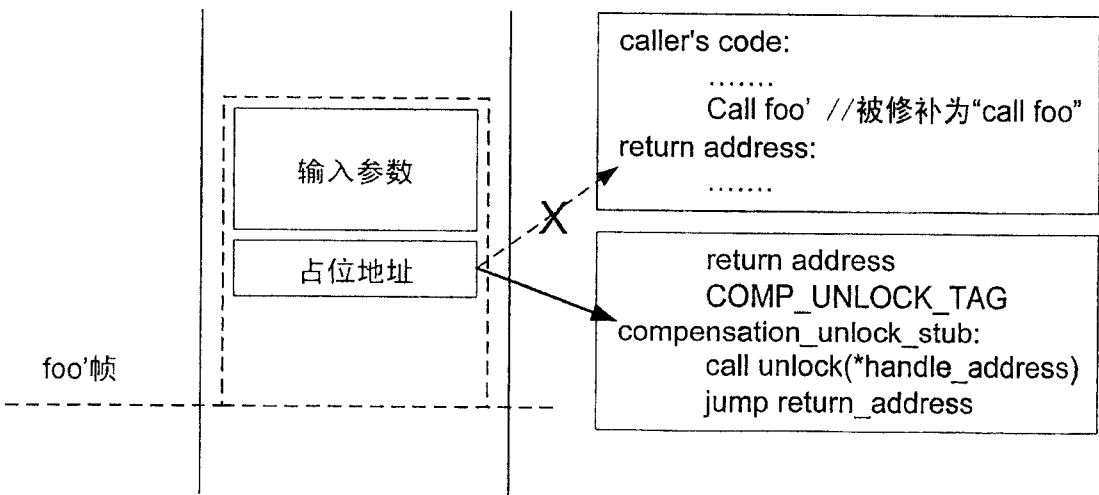 caller's code:
.......
Call foo' //被修补为“call foo”
return address:
.......
输入参数
占位地址
X
return address
COMP_UNLOCK_TAG
compensation_unlock_stub:
call unlock(*handle_address)
jump return_address
foo'帧